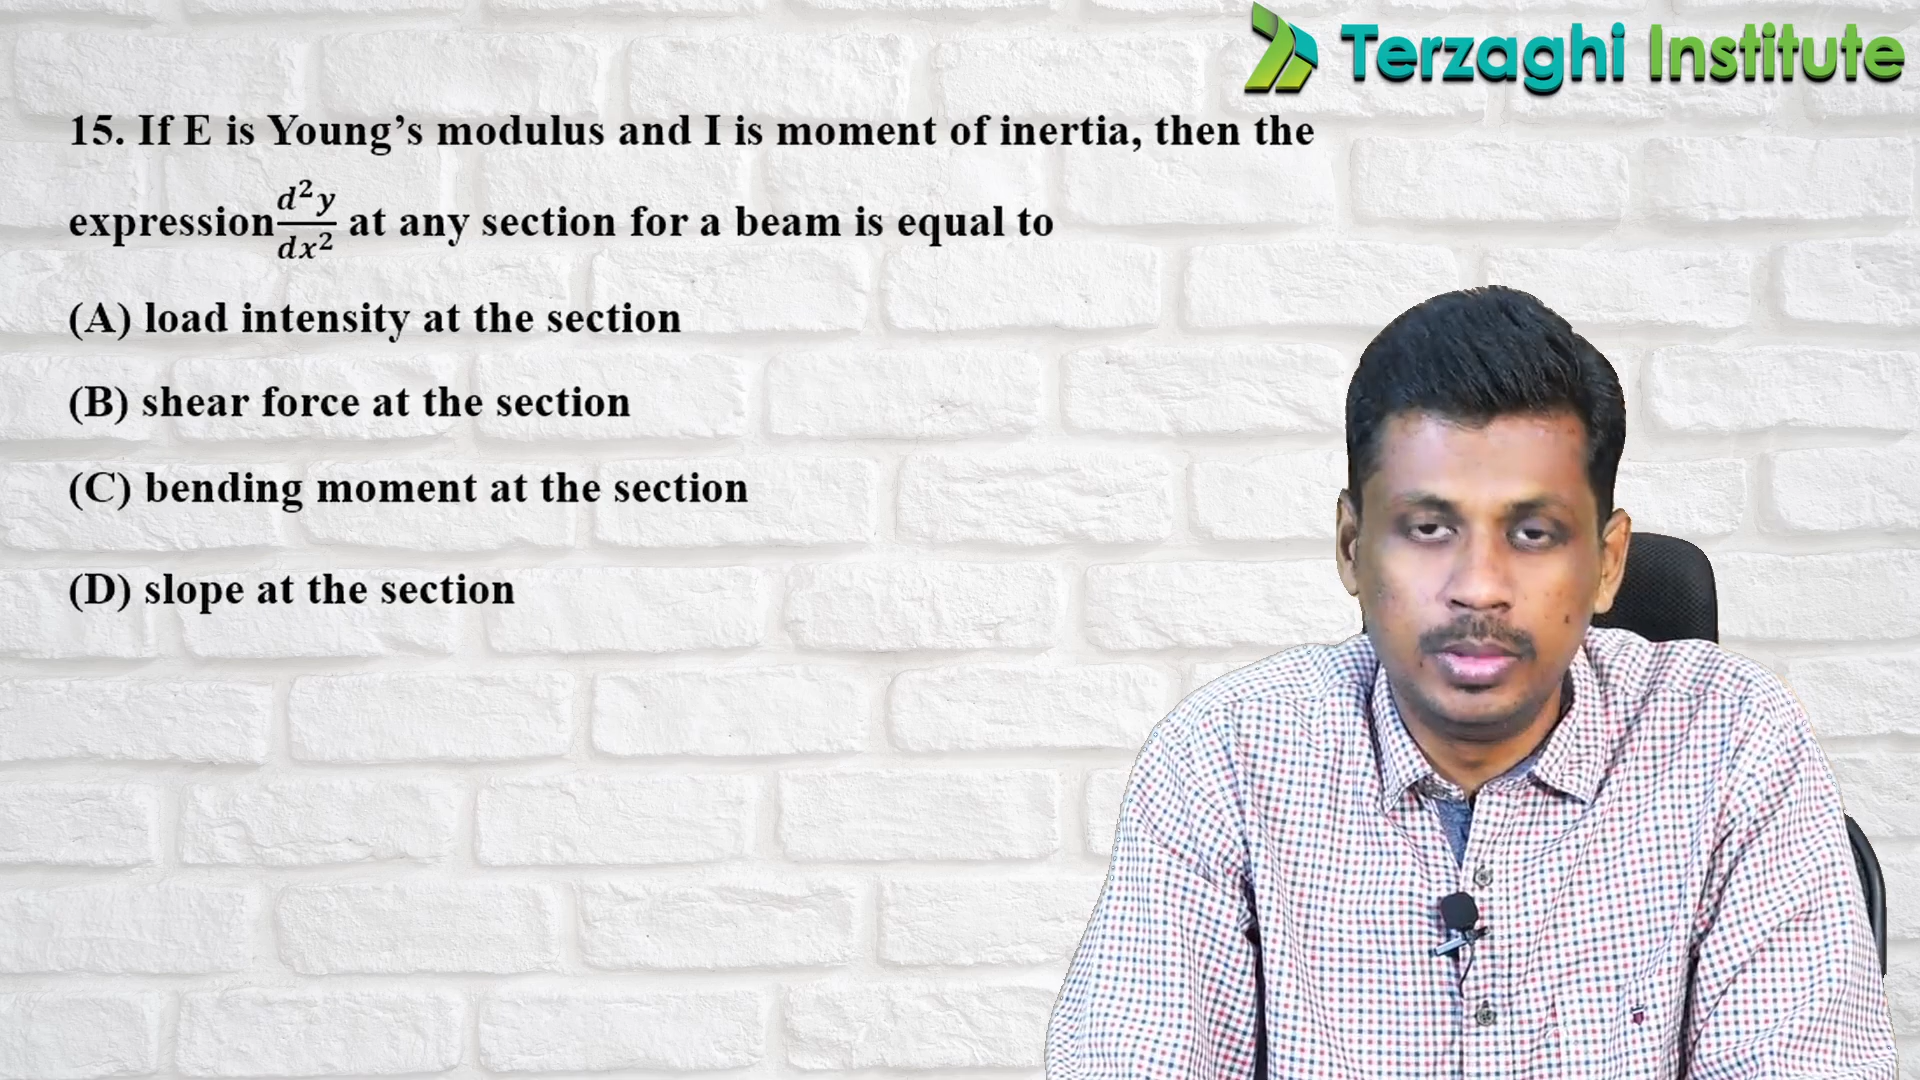 Terzaghi Institute
15. If E is Young’s modulus and I is moment of inertia, then the
expression d²y/dx² at any section for a beam is equal to
(A) load intensity at the section
(B) shear force at the section
(C) bending moment at the section
(D) slope at the section